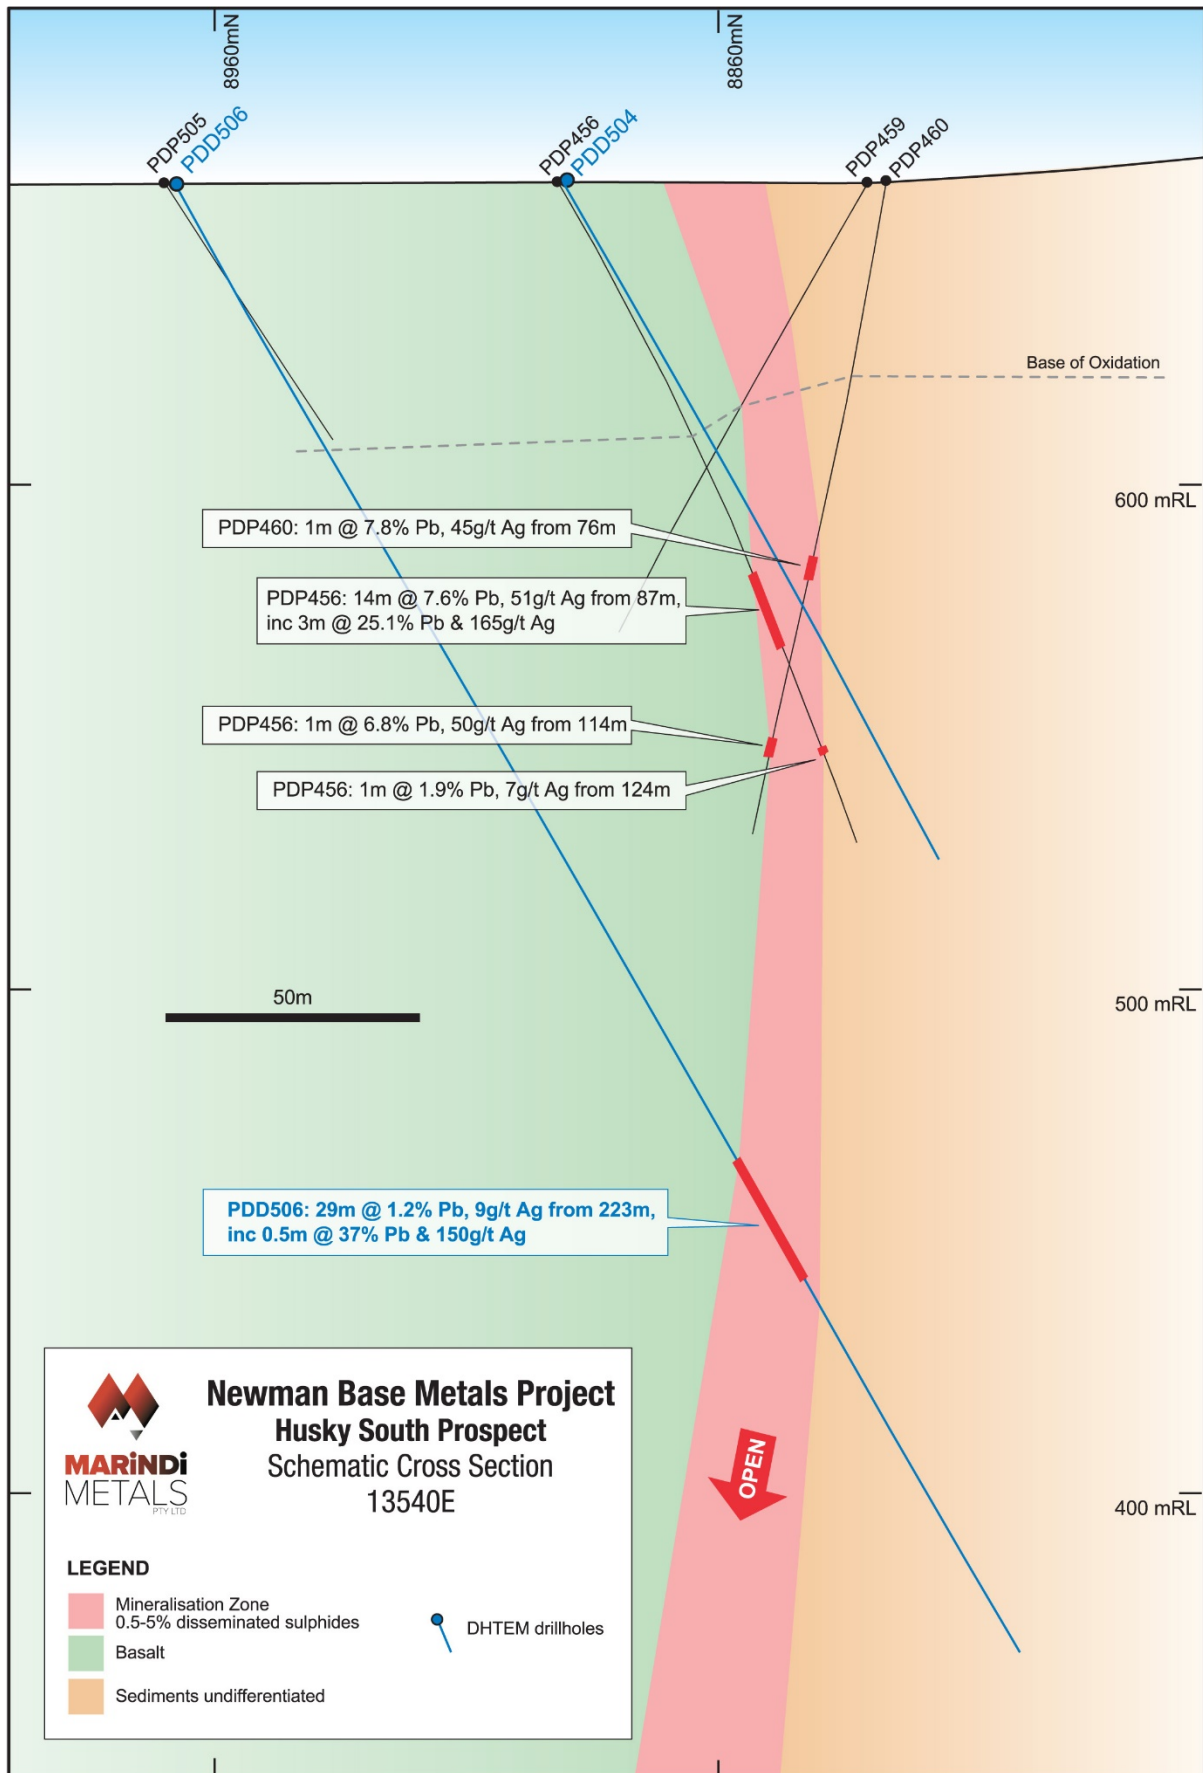 8960mN
8860mN
PDP505
PDD506
PDP456
PDD504
PDP459
PDP460
Base of Oxidation
600 mRL
PDP460: 1m @ 7.8% Pb, 45g/t Ag from 76m
PDP456: 14m @ 7.6% Pb, 51g/t Ag from 87m,
inc 3m @ 25.1% Pb & 165g/t Ag
PDP456: 1m @ 6.8% Pb, 50g/t Ag from 114m
PDP456: 1m @ 1.9% Pb, 7g/t Ag from 124m
50m
500 mRL
PDD506: 29m @ 1.2% Pb, 9g/t Ag from 223m,
inc 0.5m @ 37% Pb & 150g/t Ag
OPEN
400 mRL
MARiNDi
METALS
PTY LTD
Newman Base Metals Project
Husky South Prospect
Schematic Cross Section
13540E
LEGEND
Mineralisation Zone
0.5-5% disseminated sulphides
Basalt
Sediments undifferentiated
DHTEM drillholes